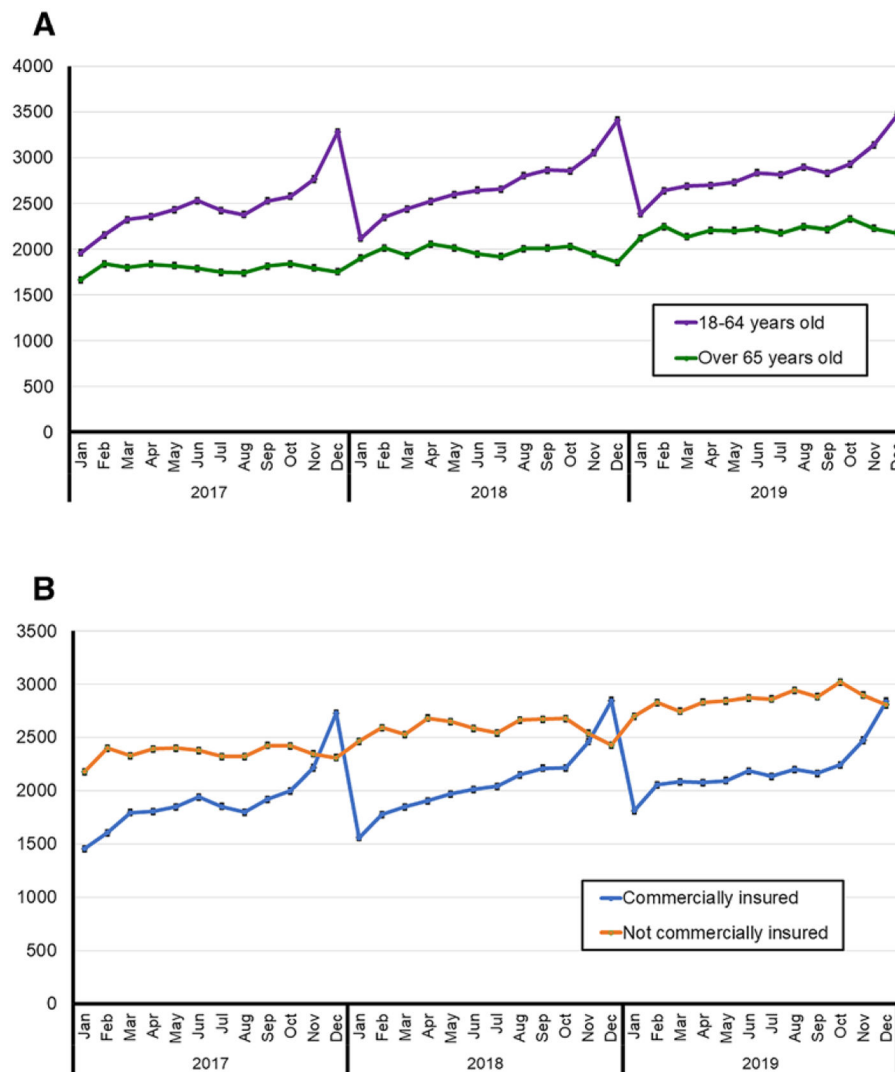 A
4000
3500
3000
2500
2000
1500
1000
500
0
18-64 years old
Over 65 years old
Jan Feb Mar Apr May Jun Jul Aug Sep Oct Nov Dec Jan Feb Mar Apr May Jun Jul Aug Sep Oct Nov Dec Jan Feb Mar Apr May Jun Jul Aug Sep Oct Nov
2017 2018 2019
B
3500
3000
2500
2000
1500
1000
500
0
Commercially insured
Not commercially insured
Jan Feb Mar Apr May Jun Jul Aug Sep Oct Nov Dec Jan Feb Mar Apr May Jun Jul Aug Sep Oct Nov Dec Jan Feb Mar Apr May Jun Jul Aug Sep Oct Nov Dec
2017 2018 2019